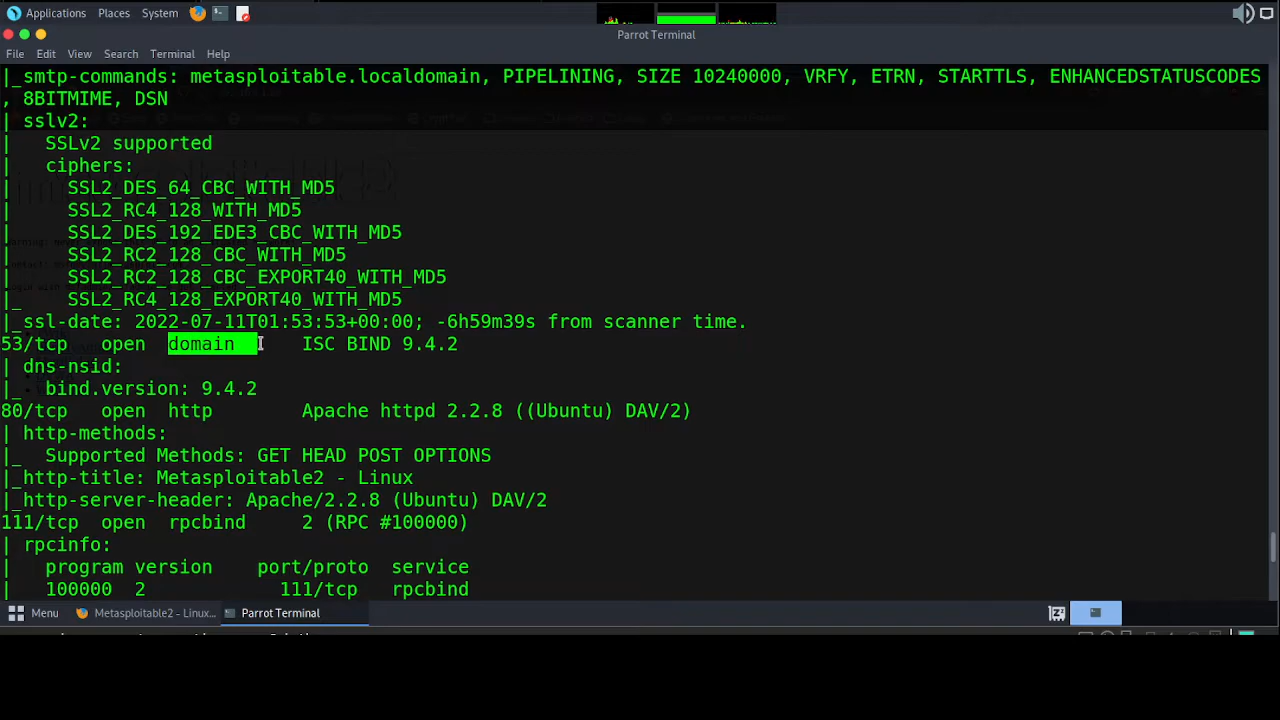 Applications Places System
Parrot Terminal
File Edit View Search Terminal Help
|_smtp-commands: metasploitable.localdomain, PIPELINING, SIZE 10240000, VRFY, ETRN, STARTTLS, ENHANCEDSTATUSCODES
, 8BITMIME, DSN
| sslv2:
|   SSLv2 supported
|   ciphers:
|     SSL2_DES_64_CBC_WITH_MD5
|     SSL2_RC4_128_WITH_MD5
|     SSL2_DES_192_EDE3_CBC_WITH_MD5
|     SSL2_RC2_128_CBC_WITH_MD5
|     SSL2_RC2_128_CBC_EXPORT40_WITH_MD5
|_    SSL2_RC4_128_EXPORT40_WITH_MD5
|_ssl-date: 2022-07-11T01:53:53+00:00; -6h59m39s from scanner time.
53/tcp   open  domain      ISC BIND 9.4.2
| dns-nsid:
|_  bind.version: 9.4.2
80/tcp   open  http        Apache httpd 2.2.8 ((Ubuntu) DAV/2)
| http-methods:
|_  Supported Methods: GET HEAD POST OPTIONS
|_http-title: Metasploitable2 - Linux
|_http-server-header: Apache/2.2.8 (Ubuntu) DAV/2
111/tcp  open  rpcbind     2 (RPC #100000)
| rpcinfo:
|   program version    port/proto  service
|   100000  2            111/tcp   rpcbind
Menu Metasploitable2 - Linux... Parrot Terminal